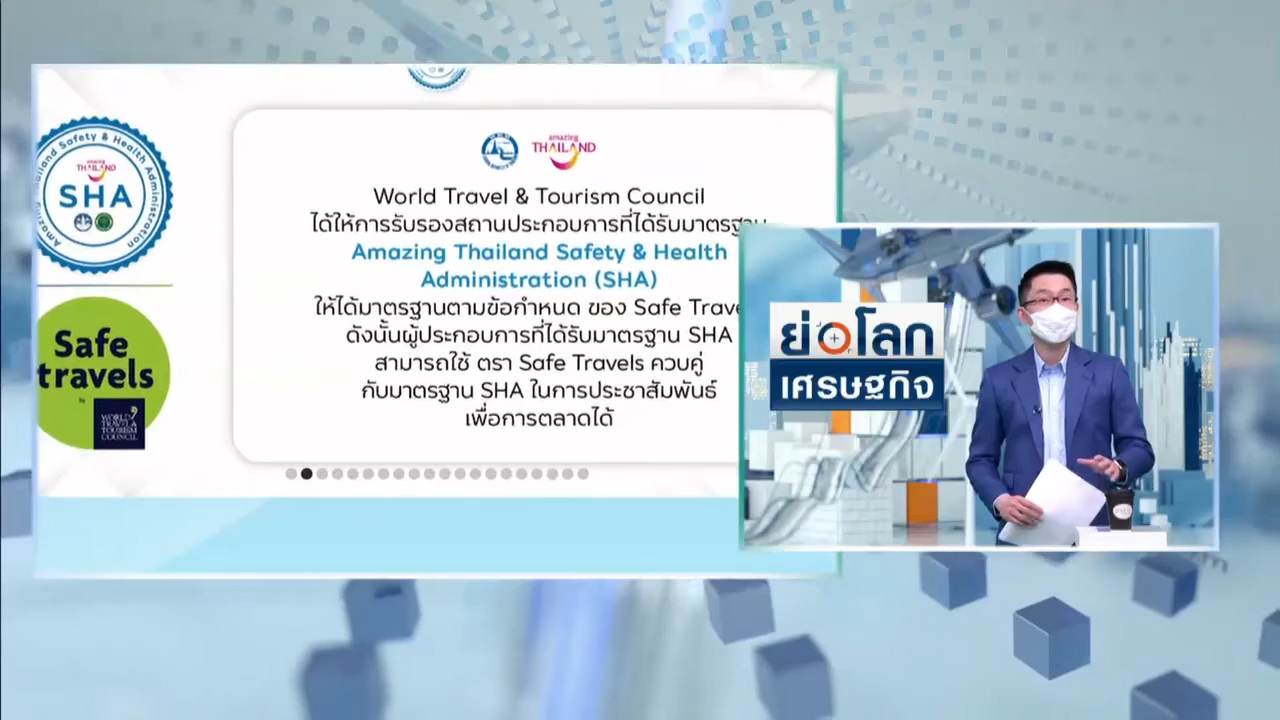 Amazing Thailand Safety & Health Administration
amazing
THAILAND
SHA
Safe
travels
by
WORLD
TRAVEL &
TOURISM
COUNCIL
amazing
THAILAND
World Travel & Tourism Council
ได้ให้การรับรองสถานประกอบการที่ได้รับมาตรฐาน
Amazing Thailand Safety & Health
Administration (SHA)
ให้ได้มาตรฐานตามข้อกำหนด ของ Safe Trave
ดังนั้นผู้ประกอบการที่ได้รับมาตรฐาน SHA
สามารถใช้ ตรา Safe Travels ควบคู่
กับมาตรฐาน SHA ในการประชาสัมพันธ์
เพื่อการตลาดได้
ย่อโลก
เศรษฐกิจ